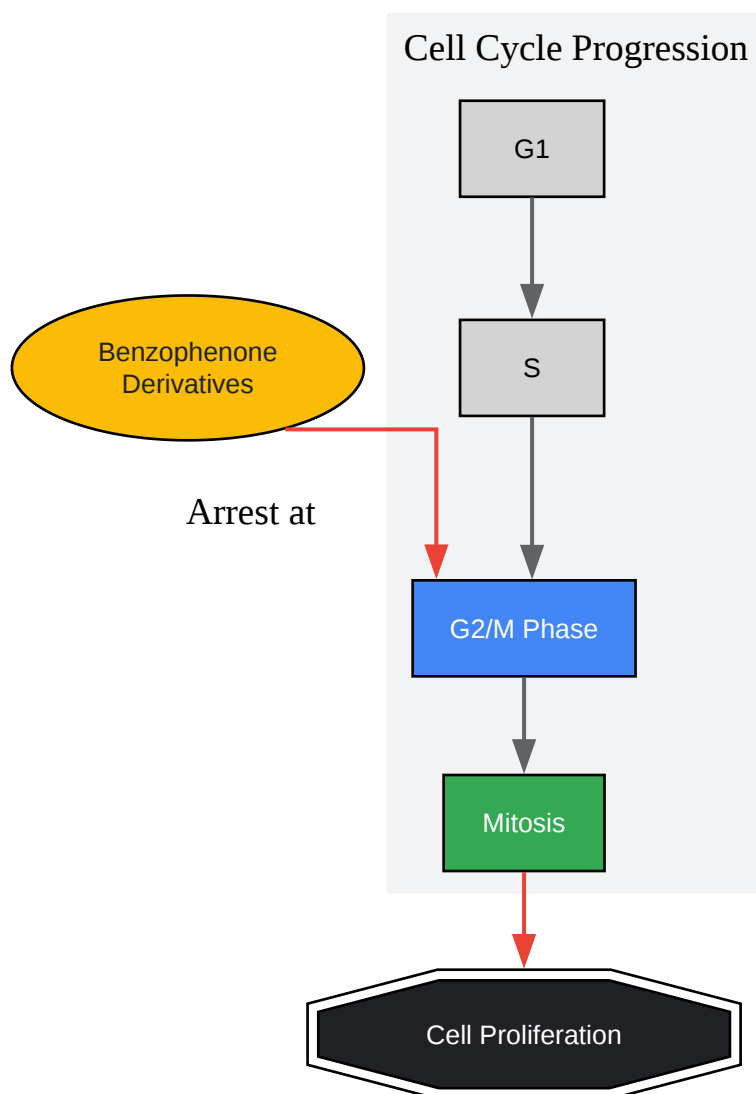 Cell Cycle Progression
G1
S
Benzophenone
Derivatives
Arrest at
G2/M Phase
Mitosis
Cell Proliferation